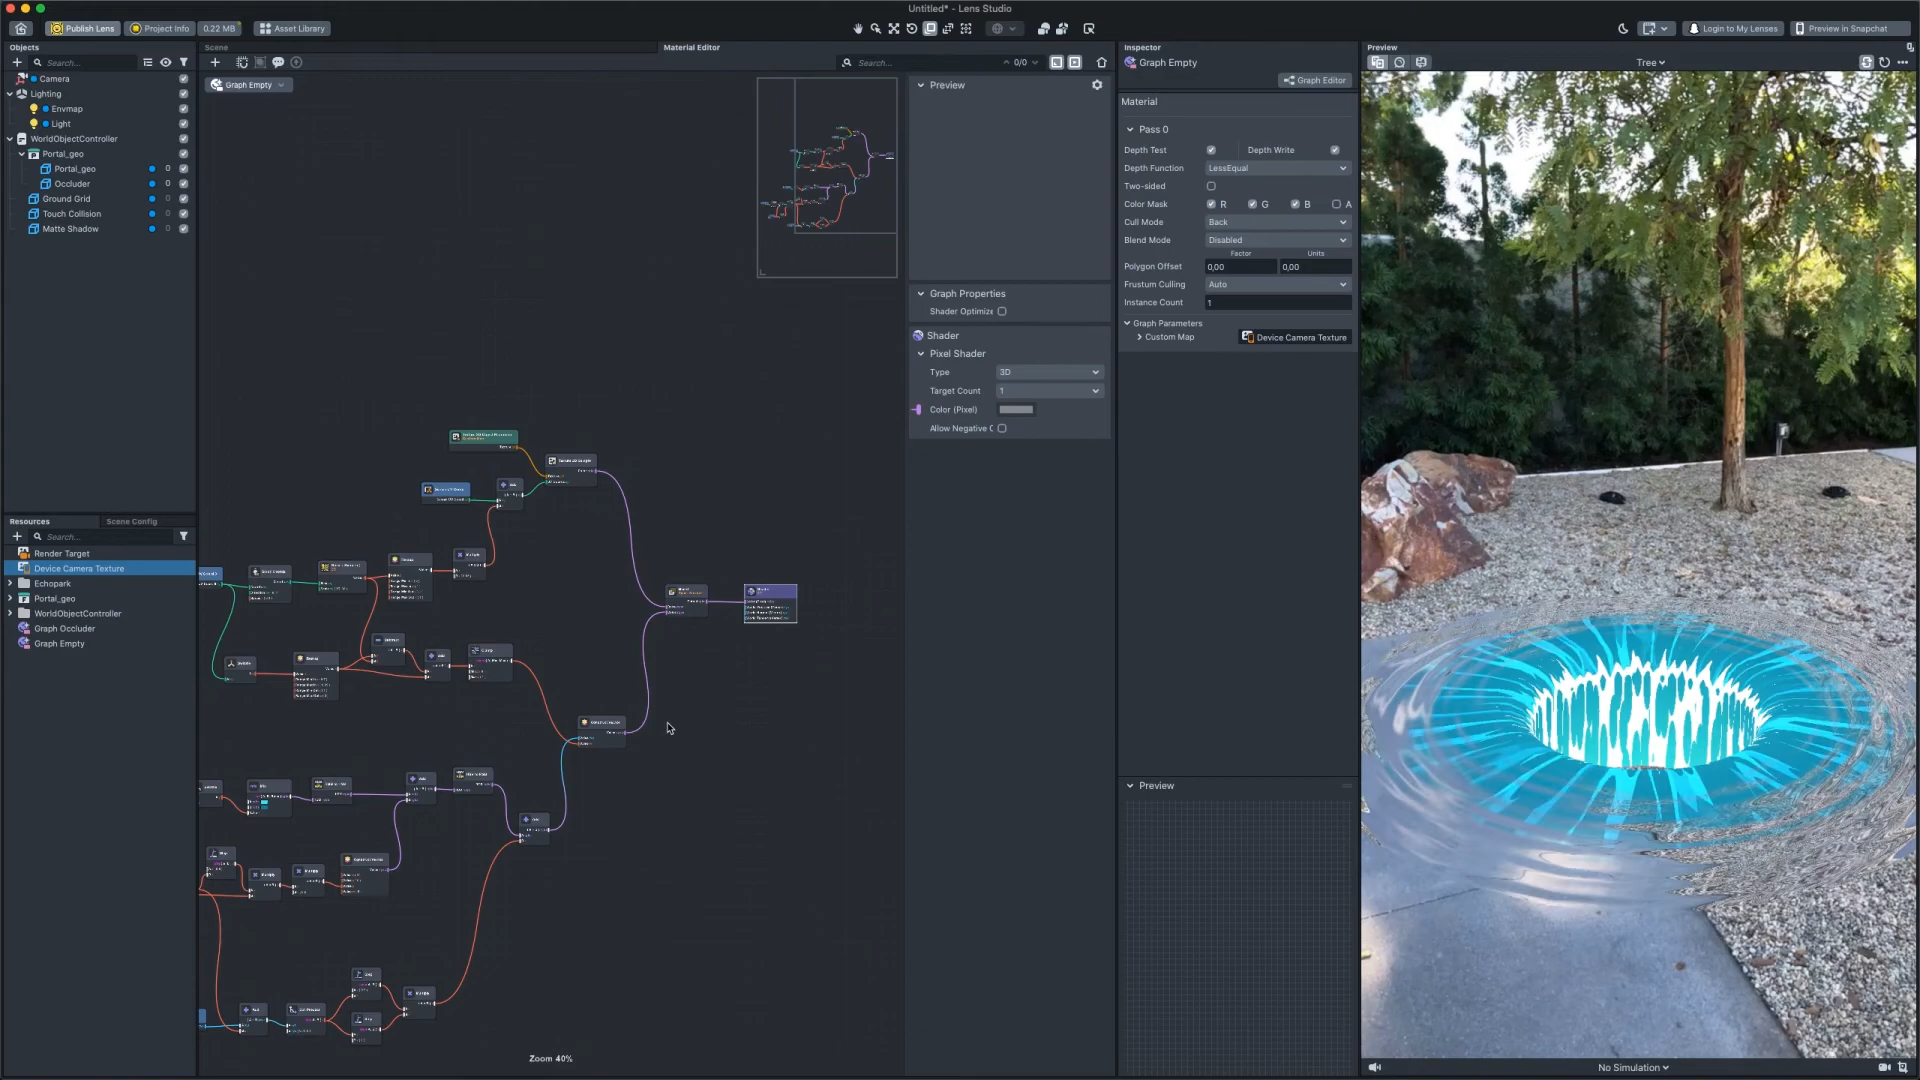 Untitled* - Lens Studio
Publish Lens
Project Info
0.22 MB
Asset Library
Login to My Lenses
Preview in Snapchat
Objects
Search...
Camera
Lighting
Envmap
Light
WorldObjectController
Portal_geo
Portal_geo 0
Occluder 0
Ground Grid 0
Touch Collision 0
Matte Shadow 0
Resources
Scene Config
Search...
Render Target
Device Camera Texture
Echopark
Portal_geo
WorldObjectController
Graph Occluder
Graph Empty
Scene
Material Editor
Search...
0/0
Graph Empty
Zoom 40%
Preview
Graph Properties
Shader Optimize
Shader
Pixel Shader
Type 3D
Target Count 1
Color (Pixel)
Allow Negative C
Inspector
Graph Empty
Graph Editor
Material
Pass 0
Depth Test
Depth Write
Depth Function LessEqual
Two-sided
Color Mask R G B A
Cull Mode Back
Blend Mode Disabled
Factor Units
Polygon Offset 0,00 0,00
Frustum Culling Auto
Instance Count 1
Graph Parameters
Custom Map Device Camera Texture
Preview
Preview
Tree
No Simulation